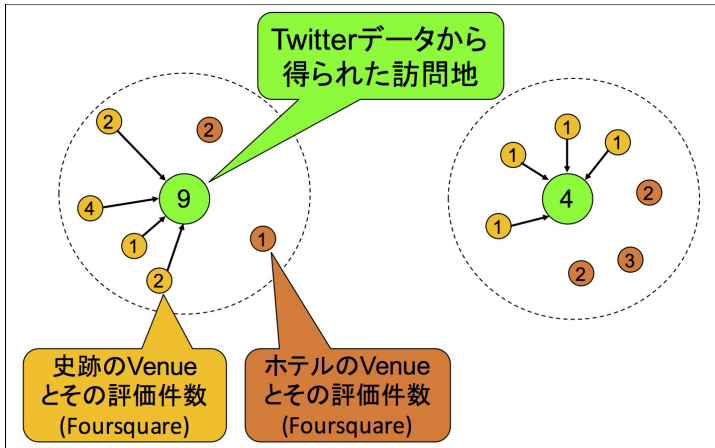 Twitterデータから
得られた訪問地
2
2
4
9
1
1
2
1
1
1
1
4
2
2
3
史跡のVenue
とその評価件数
(Foursquare)
ホテルのVenue
とその評価件数
(Foursquare)